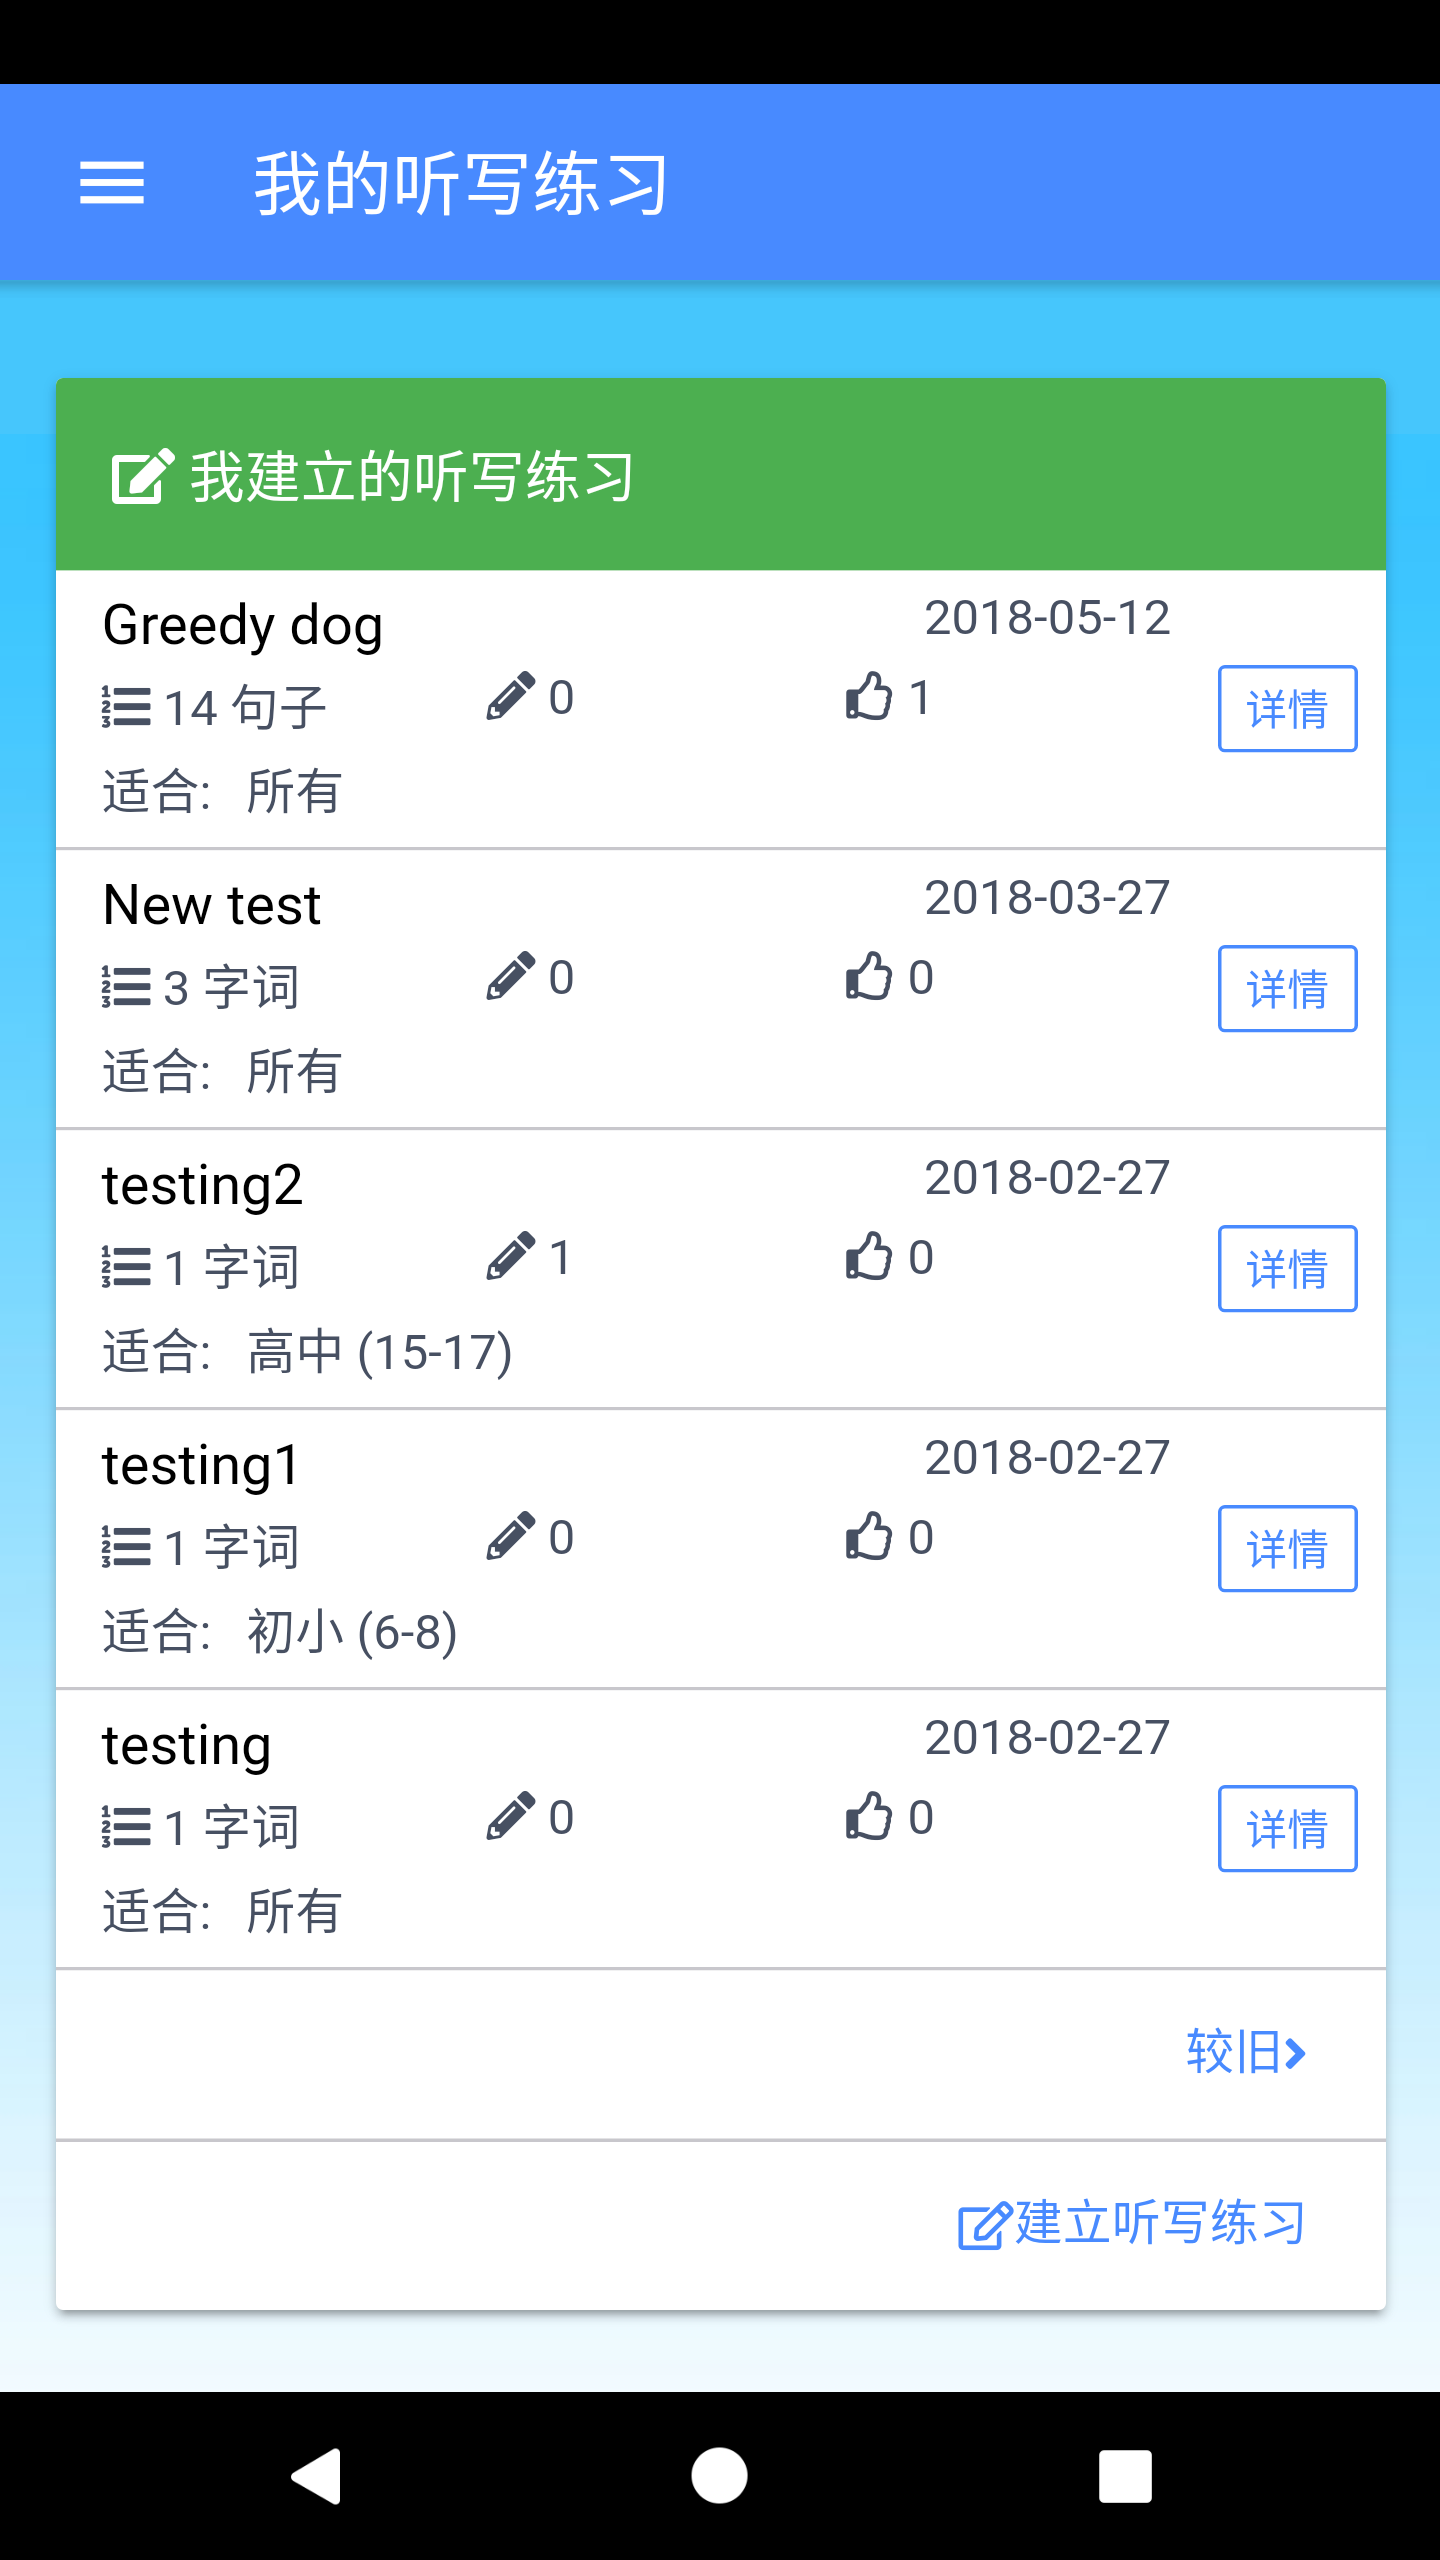 我的听写练习
我建立的听写练习
Greedy dog 2018-05-12
14 句子 0 1 详情
适合: 所有
New test 2018-03-27
3 字词 0 0 详情
适合: 所有
testing2 2018-02-27
1 字词 1 0 详情
适合: 高中 (15-17)
testing1 2018-02-27
1 字词 0 0 详情
适合: 初小 (6-8)
testing 2018-02-27
1 字词 0 0 详情
适合: 所有
较旧
建立听写练习